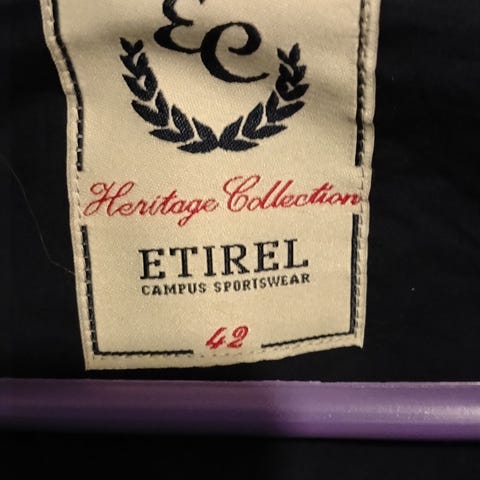 EC
Heritage Collection
ETIREL
CAMPUS SPORTSWEAR
42